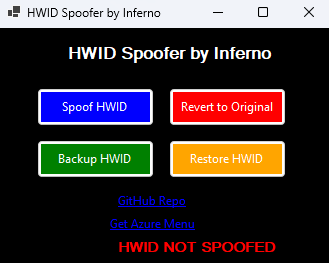 HWID Spoofer by Inferno
HWID Spoofer by Inferno
Spoof HWID
Revert to Original
Backup HWID
Restore HWID
GitHub Repo
Get Azure Menu
HWID NOT SPOOFED